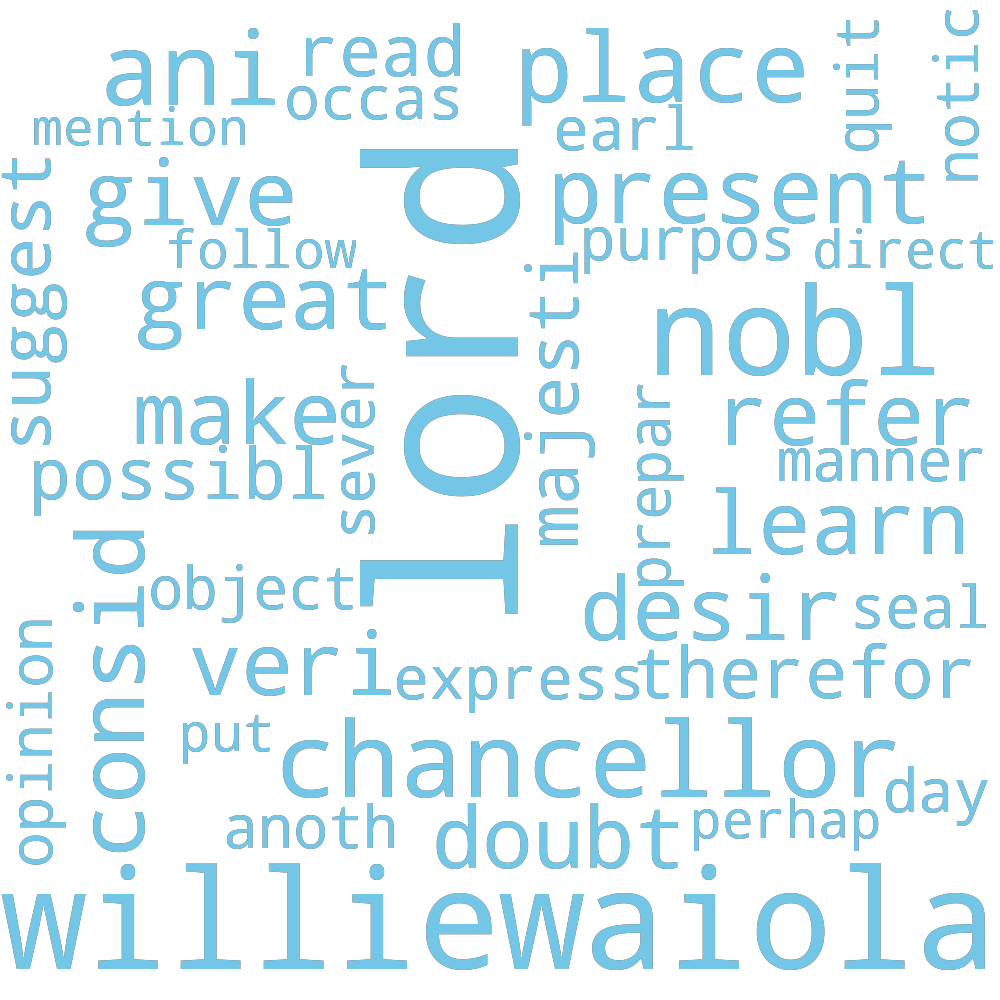 ani
read
place
quit
notic
occas
mention
earl
suggest
give
lord
present
follow
purpos
direct
great
majesti
nobl
make
sever
prepar
refer
possibl
manner
learn
consid
object
desir
seal
opinion
veri
express
therefor
put
chancellor
day
anoth
doubt
perhap
williewaiola